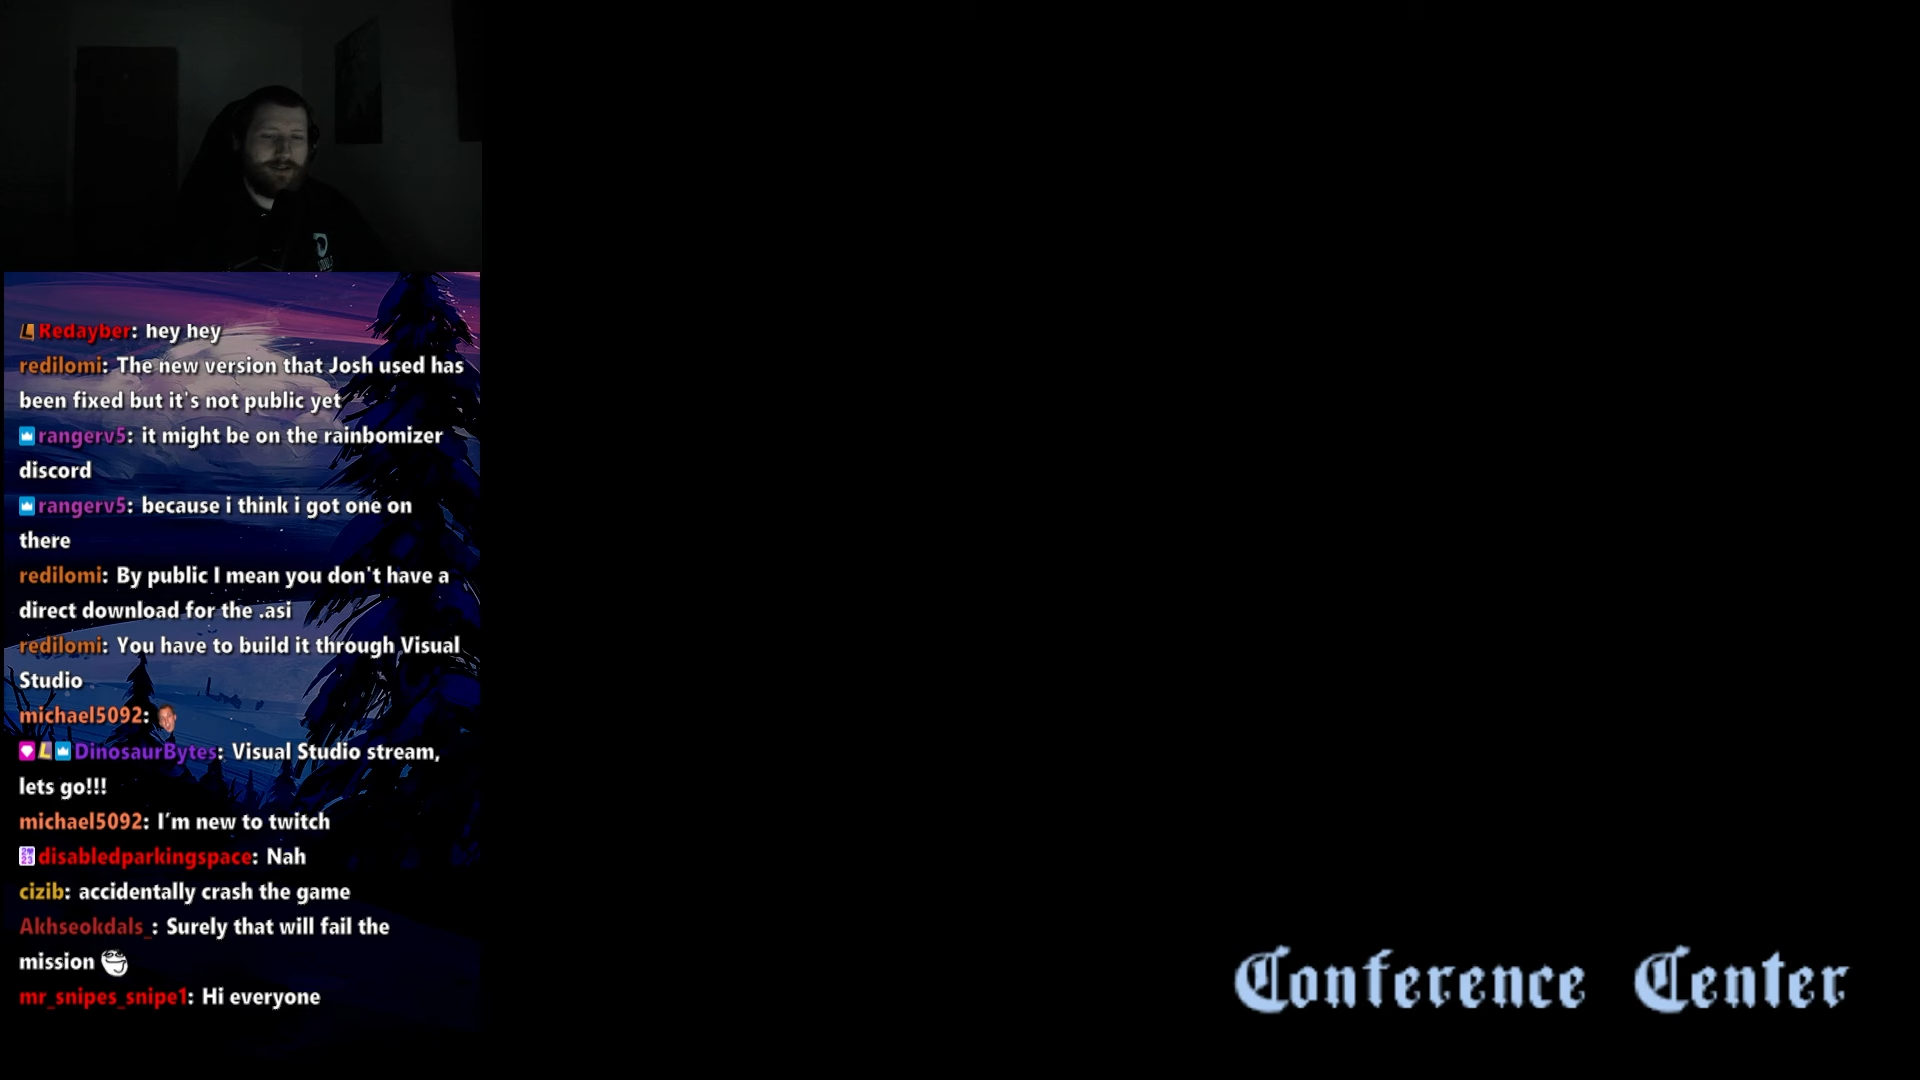 Redayber: hey hey
redilomi: The new version that Josh used has
been fixed but it's not public yet
rangerv5: it might be on the rainbomizer
discord
rangerv5: because i think i got one on
there
redilomi: By public I mean you don't have a
direct download for the .asi
redilomi: You have to build it through Visual
Studio
michael5092:
DinosaurBytes: Visual Studio stream,
lets go!!!
michael5092: I'm new to twitch
disabledparkingspace: Nah
cizib: accidentally crash the game
Akhseokdals_: Surely that will fail the
mission
mr_snipes_snipe1: Hi everyone
Conference Center